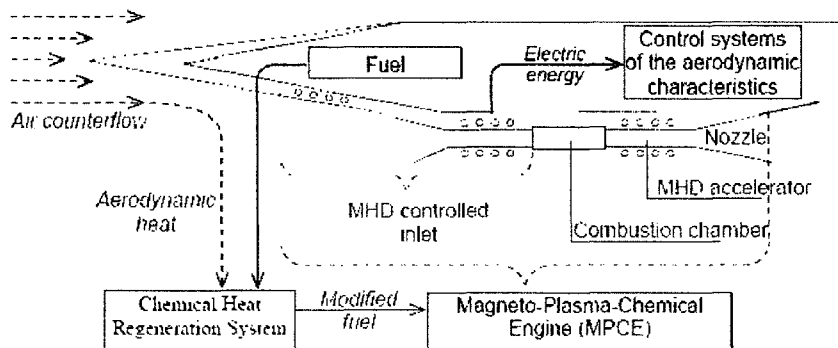 Fuel
Electric
energy
Control systems
of the aerodynamic
characteristics
Air counterflow
Nozzle
Aerodynamic
heat
MHD controlled
inlet
MHD accelerator
Combustion chamber
Chemical Heat
Regeneration System
Modified
fuel
Magneto-Plasma-Chemical
Engine (MPCE)